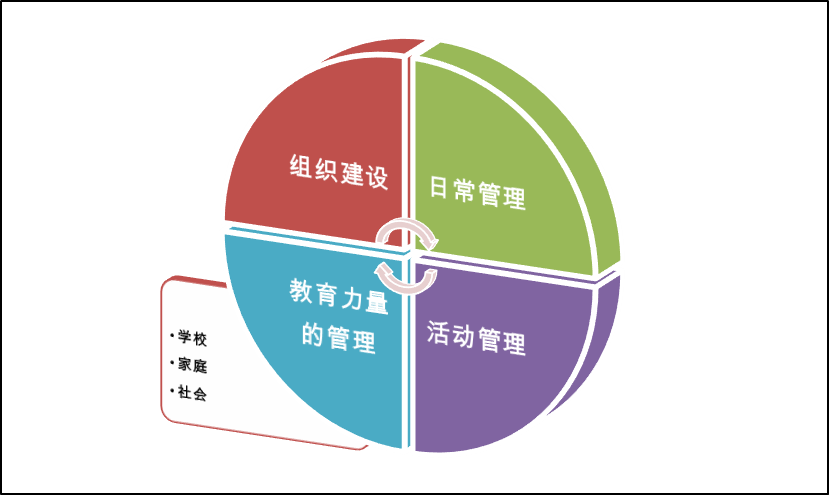 组织建设
日常管理
教育力量
的管理
活动管理
•学校
•家庭
•社会